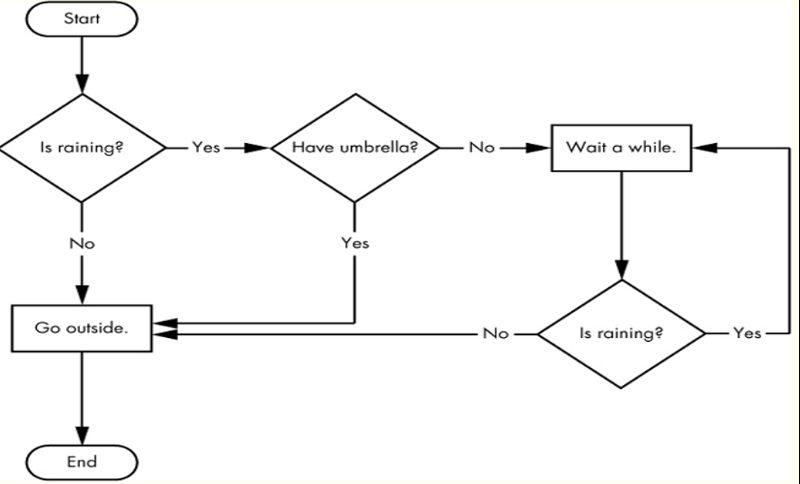 Start
Is raining?
Yes
Have umbrella?
No
Wait a while.
No
Yes
Go outside.
No
Is raining?
Yes
End